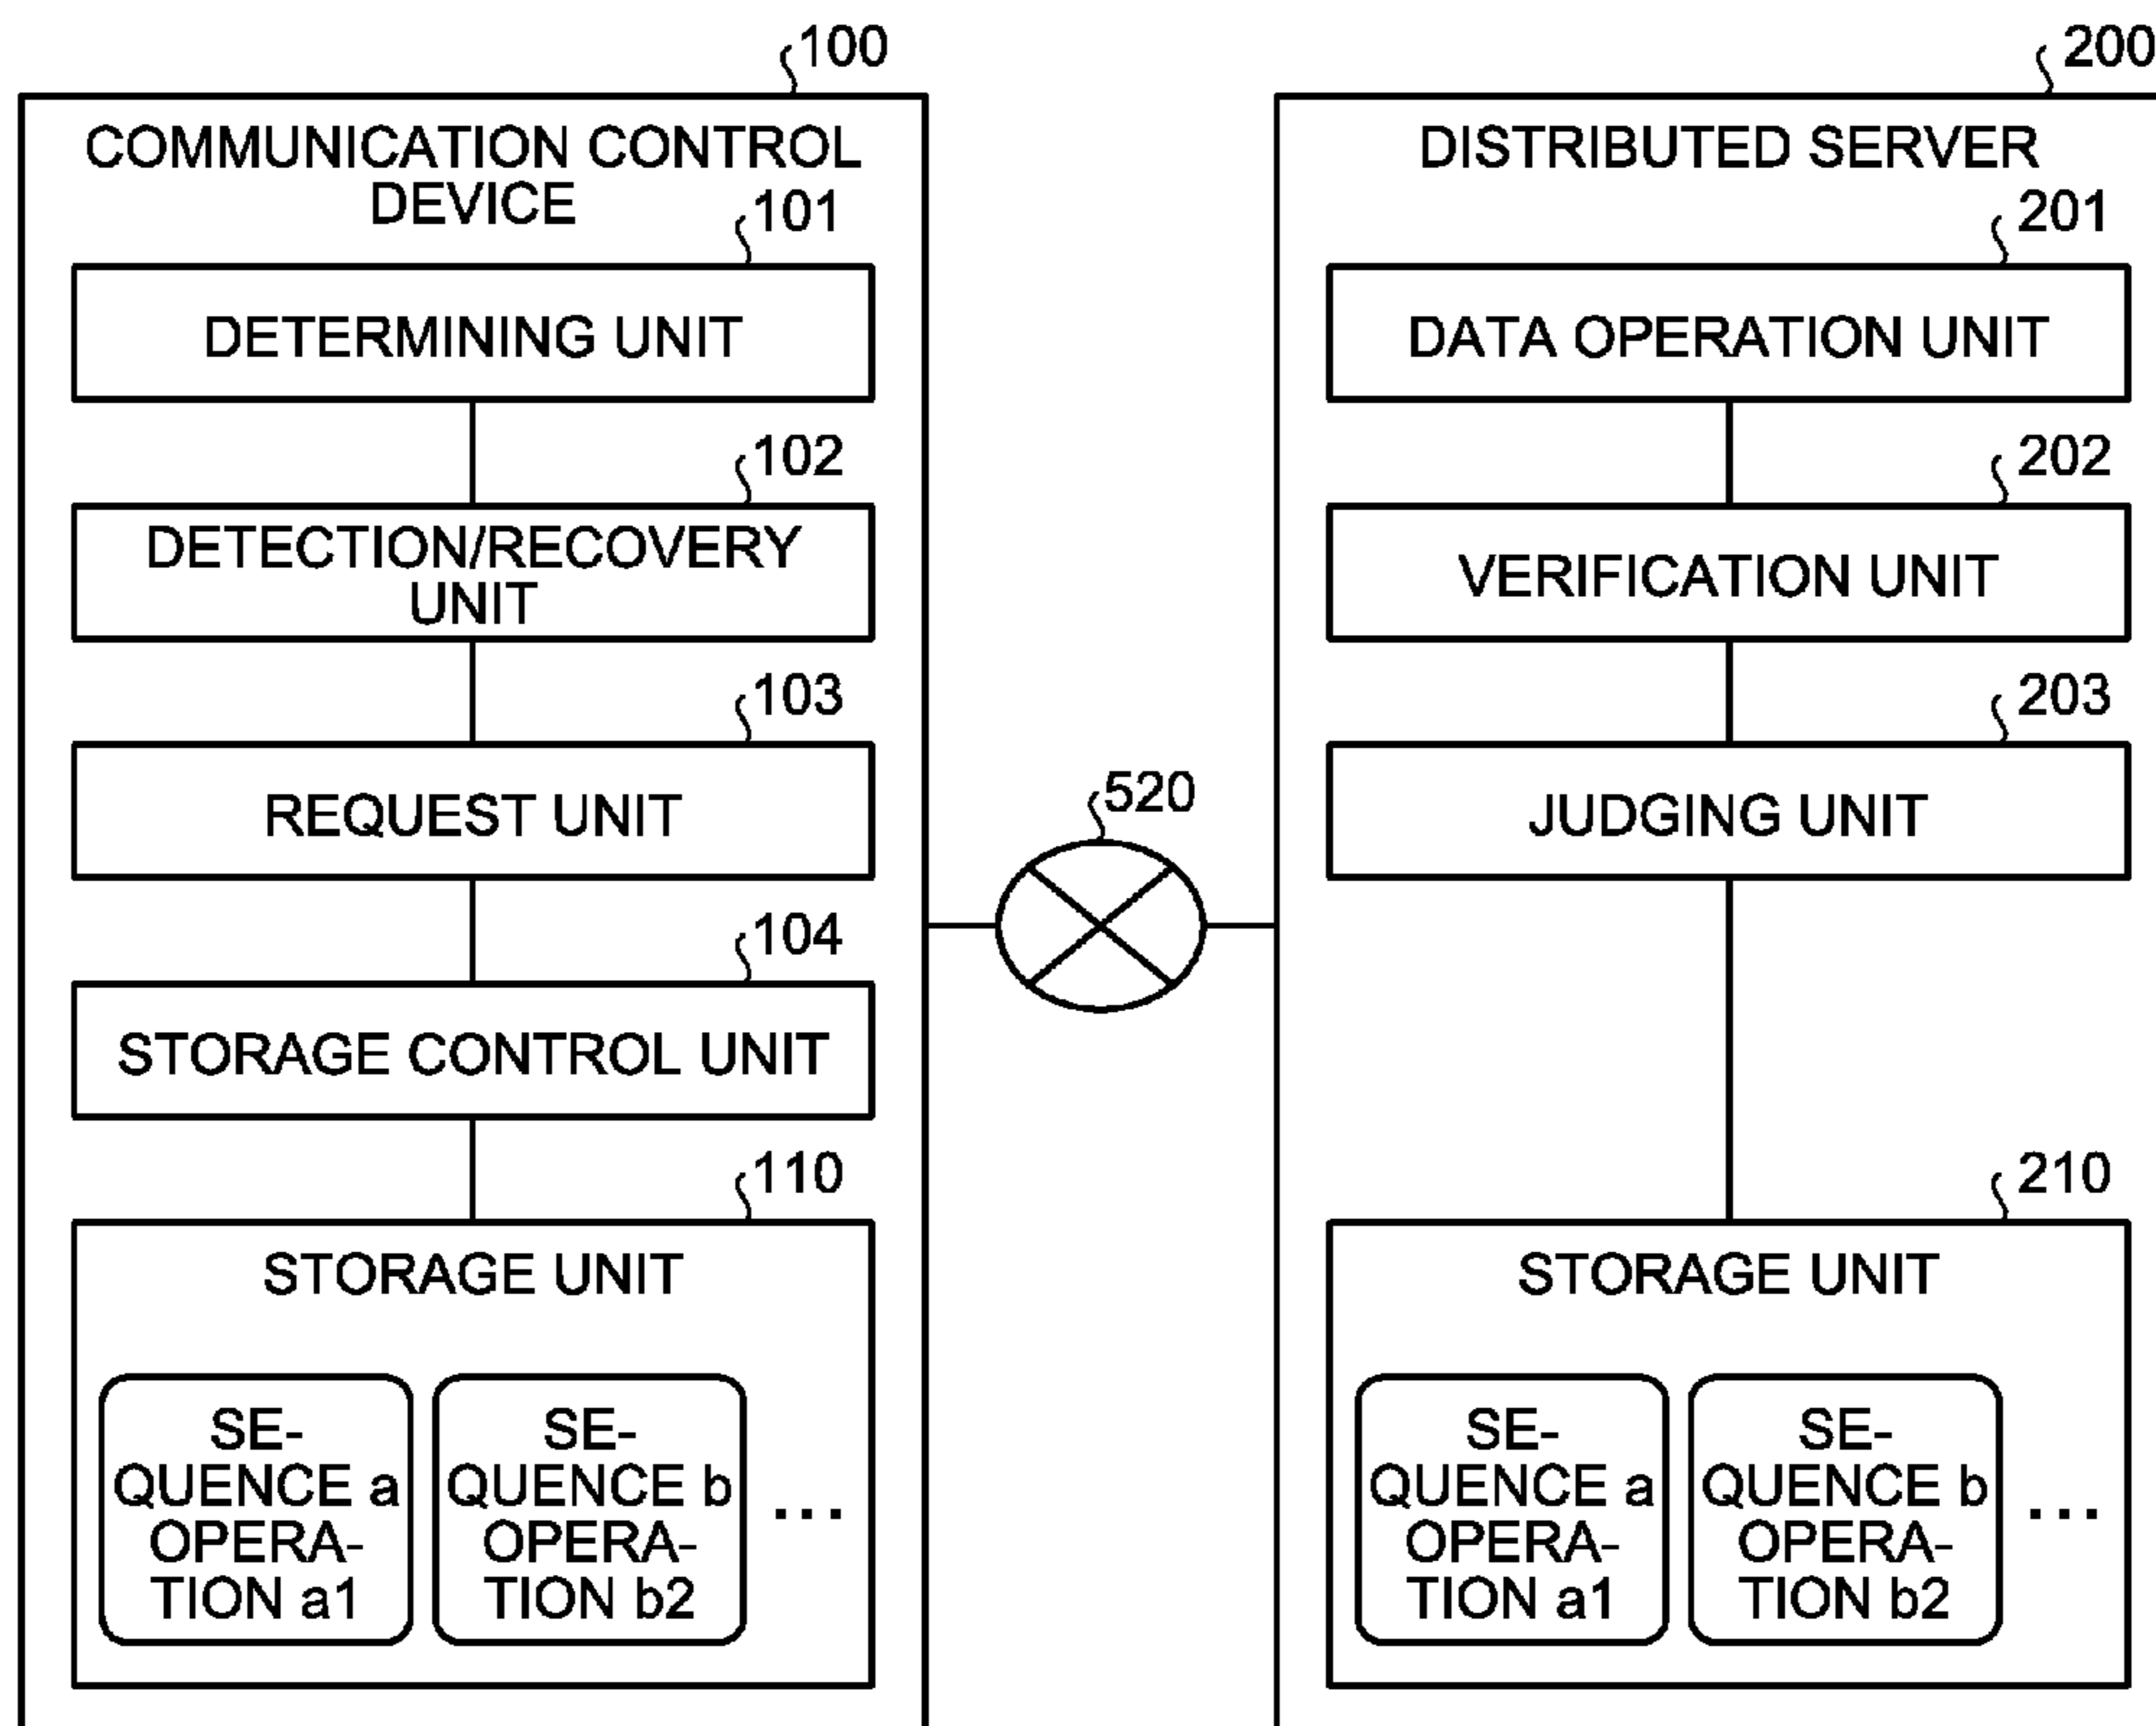 100
COMMUNICATION CONTROL
DEVICE
101
DETERMINING UNIT
102
DETECTION/RECOVERY
UNIT
103
REQUEST UNIT
104
STORAGE CONTROL UNIT
110
STORAGE UNIT
SE-
QUENCE a
OPERA-
TION a1
SE-
QUENCE b
OPERA-
TION b2
...
520
200
DISTRIBUTED SERVER
201
DATA OPERATION UNIT
202
VERIFICATION UNIT
203
JUDGING UNIT
210
STORAGE UNIT
SE-
QUENCE a
OPERA-
TION a1
SE-
QUENCE b
OPERA-
TION b2
...